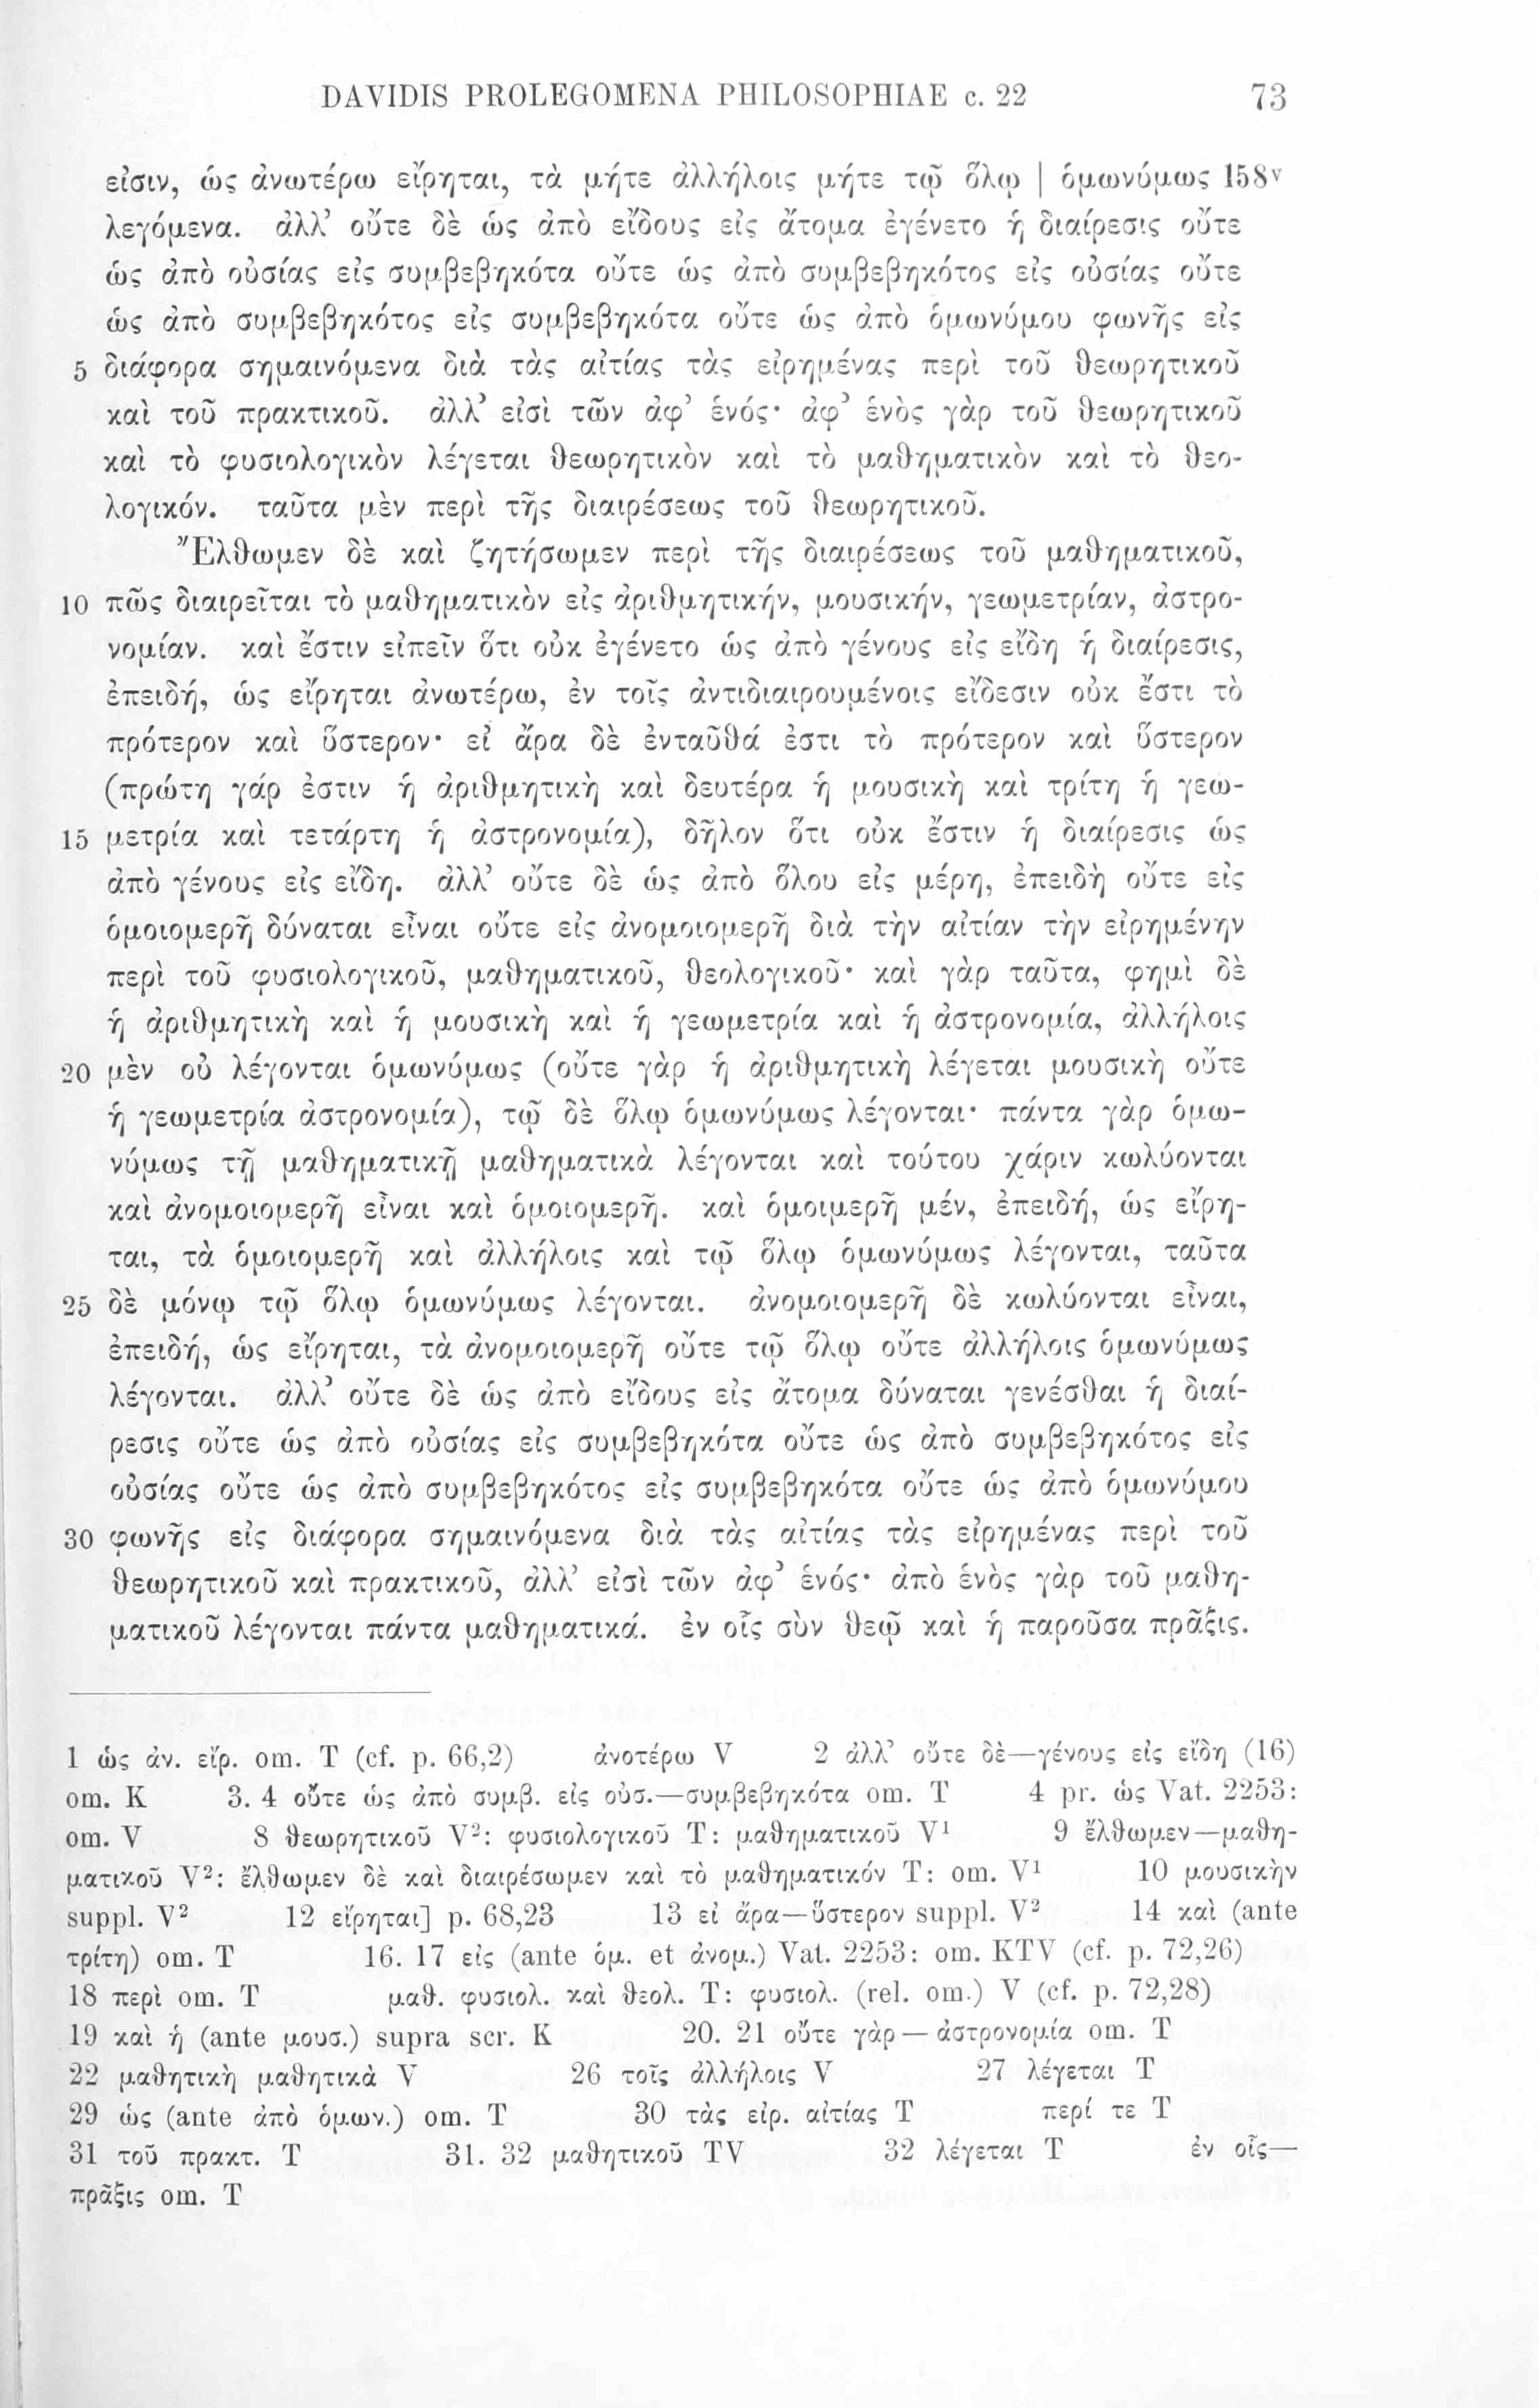 DAVIDIS PROLEGOMENA PHILOSOPHIAE c. 22 73
εἰσιν, ὡς ἀνωτέρω εἴρηται, τὰ μήτε ἀλλήλοις μήτε τῷ ὅλῳ | ὁμωνύμως 158v
λεγόμενα. ἀλλ’ οὔτε δὲ ὡς ἀπὸ εἴδους εἰς ἄτομα ἐγένετο ἡ διαίρεσις οὔτε
ὡς ἀπὸ οὐσίας εἰς συμβεβηκότα οὔτε ὡς ἀπὸ συμβεβηκότος εἰς οὐσίας οὔτε
ὡς ἀπὸ συμβεβηκότος εἰς συμβεβηκότα οὔτε ὡς ἀπὸ ὁμωνύμου φωνῆς εἰς
5 διάφορα σημαινόμενα διὰ τὰς αἰτίας τὰς εἰρημένας περὶ τοῦ θεωρητικοῦ
καὶ τοῦ πρακτικοῦ. ἀλλ’ εἰσὶ τῶν ἀφ’ ἑνός· ἀφ’ ἑνὸς γὰρ τοῦ θεωρητικοῦ
καὶ τὸ φυσιολογικὸν λέγεται θεωρητικὸν καὶ τὸ μαθηματικὸν καὶ τὸ θεο-
λογικόν. ταῦτα μὲν περὶ τῆς διαιρέσεως τοῦ θεωρητικοῦ.
Ἔλθωμεν δὲ καὶ ζητήσωμεν περὶ τῆς διαιρέσεως τοῦ μαθηματικοῦ,
10 πῶς διαιρεῖται τὸ μαθηματικὸν εἰς ἀριθμητικήν, μουσικήν, γεωμετρίαν, ἀστρο-
νομίαν. καὶ ἔστιν εἰπεῖν ὅτι οὐκ ἐγένετο ὡς ἀπὸ γένους εἰς εἴδη ἡ διαίρεσις,
ἐπειδή, ὡς εἴρηται ἀνωτέρω, ἐν τοῖς ἀντιδιαιρουμένοις εἴδεσιν οὐκ ἔστι τὸ
πρότερον καὶ ὕστερον· εἰ ἄρα δὲ ἐνταῦθά ἐστι τὸ πρότερον καὶ ὕστερον
(πρώτη γάρ ἐστιν ἡ ἀριθμητικὴ καὶ δευτέρα ἡ μουσικὴ καὶ τρίτη ἡ γεω-
15 μετρία καὶ τετάρτη ἡ ἀστρονομία), δῆλον ὅτι οὐκ ἔστιν ἡ διαίρεσις ὡς
ἀπὸ γένους εἰς εἴδη. ἀλλ’ οὔτε δὲ ὡς ἀπὸ ὅλου εἰς μέρη, ἐπειδὴ οὔτε εἰς
ὁμοιομερῆ δύναται εἶναι οὔτε εἰς ἀνομοιομερῆ διὰ τὴν αἰτίαν τὴν εἰρημένην
περὶ τοῦ φυσιολογικοῦ, μαθηματικοῦ, θεολογικοῦ· καὶ γὰρ ταῦτα, φημὶ δὲ
ἡ ἀριθμητικὴ καὶ ἡ μουσικὴ καὶ ἡ γεωμετρία καὶ ἡ ἀστρονομία, ἀλλήλοις
20 μὲν οὐ λέγονται ὁμωνύμως (οὔτε γὰρ ἡ ἀριθμητικὴ λέγεται μουσικὴ οὔτε
ἡ γεωμετρία ἀστρονομία), τῷ δὲ ὅλῳ ὁμωνύμως λέγονται· πάντα γὰρ ὁμω-
νύμως τῇ μαθηματικῇ μαθηματικὰ λέγονται καὶ τούτου χάριν κωλύονται
καὶ ἀνομοιομερῆ εἶναι καὶ ὁμοιομερῆ. καὶ ὁμοιμερῆ μέν, ἐπειδή, ὡς εἴρη-
ται, τὰ ὁμοιομερῆ καὶ ἀλλήλοις καὶ τῷ ὅλῳ ὁμωνύμως λέγονται, ταῦτα
25 δὲ μόνῳ τῷ ὅλῳ ὁμωνύμως λέγονται. ἀνομοιομερῆ δὲ κωλύονται εἶναι,
ἐπειδή, ὡς εἴρηται, τὰ ἀνομοιομερῆ οὔτε τῷ ὅλῳ οὔτε ἀλλήλοις ὁμωνύμως
λέγονται. ἀλλ’ οὔτε δὲ ὡς ἀπὸ εἴδους εἰς ἄτομα δύναται γενέσθαι ἡ διαί-
ρεσις οὔτε ὡς ἀπὸ οὐσίας εἰς συμβεβηκότα οὔτε ὡς ἀπὸ συμβεβηκότος εἰς
οὐσίας οὔτε ὡς ἀπὸ συμβεβηκότος εἰς συμβεβηκότα οὔτε ὡς ἀπὸ ὁμωνύμου
30 φωνῆς εἰς διάφορα σημαινόμενα διὰ τὰς αἰτίας τὰς εἰρημένας περὶ τοῦ
θεωρητικοῦ καὶ πρακτικοῦ, ἀλλ’ εἰσὶ τῶν ἀφ’ ἑνός· ἀπὸ ἑνὸς γὰρ τοῦ μαθη-
ματικοῦ λέγονται πάντα μαθηματικά. ἐν οἷς σὺν θεῷ καὶ ἡ παροῦσα πρᾶξις.
1 ὡς ἀν. εἴρ. om. T (cf. p. 66,2) ἀνοτέρω V 2 ἀλλ’ οὔτε δὲ—γένους εἰς εἴδη (16)
om. K 3. 4 οὔτε ὡς ἀπὸ συμβ. εἰς οὐσ.—συμβεβηκότα om. T 4 pr. ὡς Vat. 2253:
om. V 8 θεωρητικοῦ V²: φυσιολογικοῦ T: μαθηματικοῦ V¹ 9 ἔλθωμεν—μαθη-
ματικοῦ V²: ἔλθωμεν δὲ καὶ διαιρέσωμεν καὶ τὸ μαθηματικόν T: om. V¹ 10 μουσικὴν
suppl. V² 12 εἴρηται] p. 68,23 13 εἰ ἄρα—ὕστερον suppl. V² 14 καὶ (ante
τρίτη) om. T 16. 17 εἰς (ante ὁμ. et ἀνομ.) Vat. 2253: om. KTV (cf. p. 72,26)
18 περὶ om. T μαθ. φυσιολ. καὶ θεολ. T: φυσιολ. (rel. om.) V (cf. p. 72,28)
19 καὶ ἡ (ante μουσ.) supra scr. K 20. 21 οὔτε γὰρ — ἀστρονομία om. T
22 μαθητικὴ μαθητικὰ V 26 τοῖς ἀλλήλοις V 27 λέγεται T
29 ὡς (ante ἀπὸ ὁμων.) om. T 30 τὰς εἰρ. αἰτίας T περί τε T
31 τοῦ πρακτ. T 31. 32 μαθητικοῦ TV 32 λέγεται T ἐν οἷς—
πρᾶξις om. T